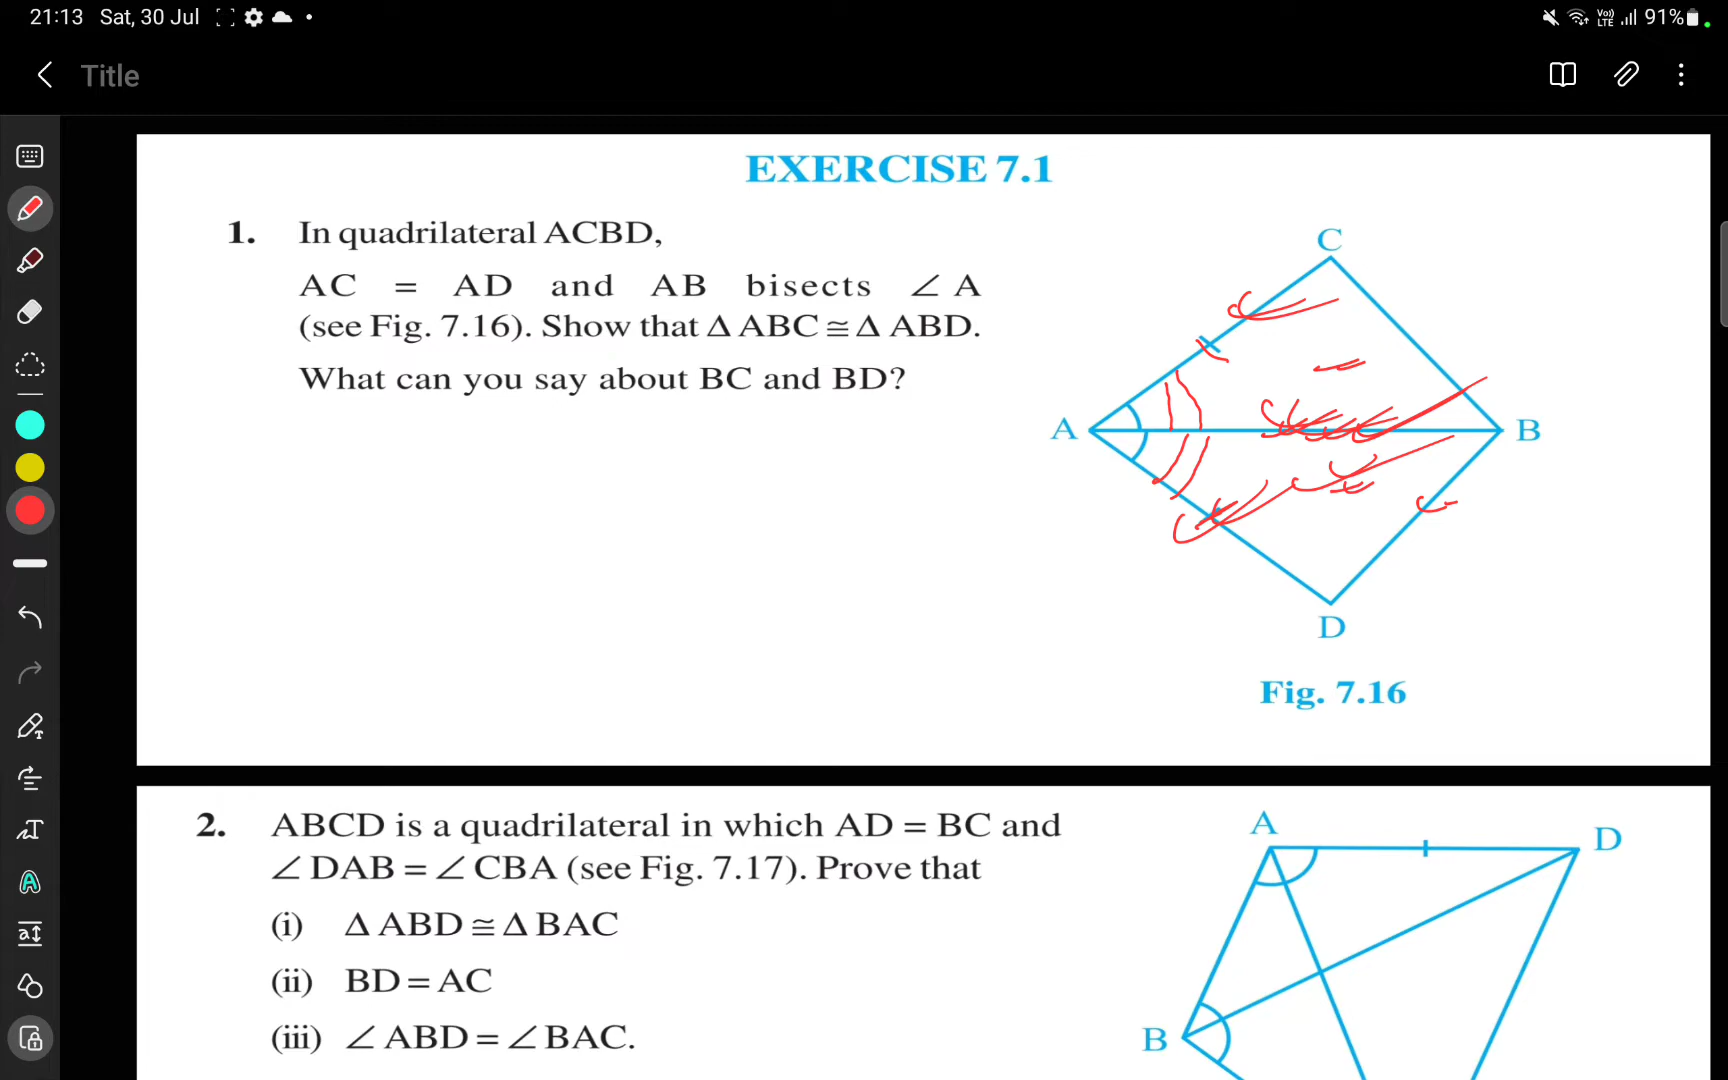 21:13 Sat, 30 Jul
Vo)) LTE 91%
Title
EXERCISE 7.1
1. In quadrilateral ACBD,
AC = AD and AB bisects ∠ A
(see Fig. 7.16). Show that Δ ABC ≅ Δ ABD.
What can you say about BC and BD?
C
A
B
D
Fig. 7.16
2. ABCD is a quadrilateral in which AD = BC and
∠ DAB = ∠ CBA (see Fig. 7.17). Prove that
(i) Δ ABD ≅ Δ BAC
(ii) BD = AC
(iii) ∠ ABD = ∠ BAC.
A
D
B